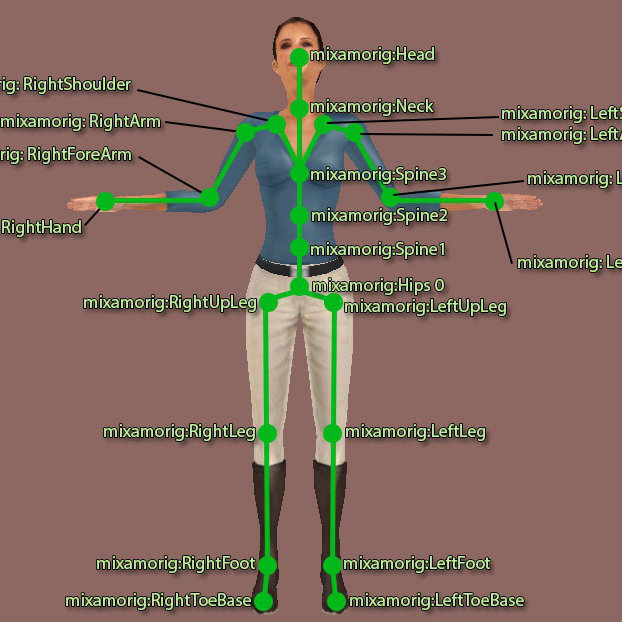 mixamorig:Head
rig: RightShoulder
mixamorig:Neck
mixamorig: LeftS
mixamorig: RightArm
mixamorig: LeftA
rig: RightForeArm
mixamorig:Spine3
mixamorig: L
mixamorig:Spine2
RightHand
mixamorig:Spine1
mixamorig: Le
mixamorig:Hips 0
mixamorig:RightUpLeg
mixamorig:LeftUpLeg
mixamorig:RightLeg
mixamorig:LeftLeg
mixamorig:RightFoot
mixamorig:LeftFoot
mixamorig:RightToeBase
mixamorig:LeftToeBase